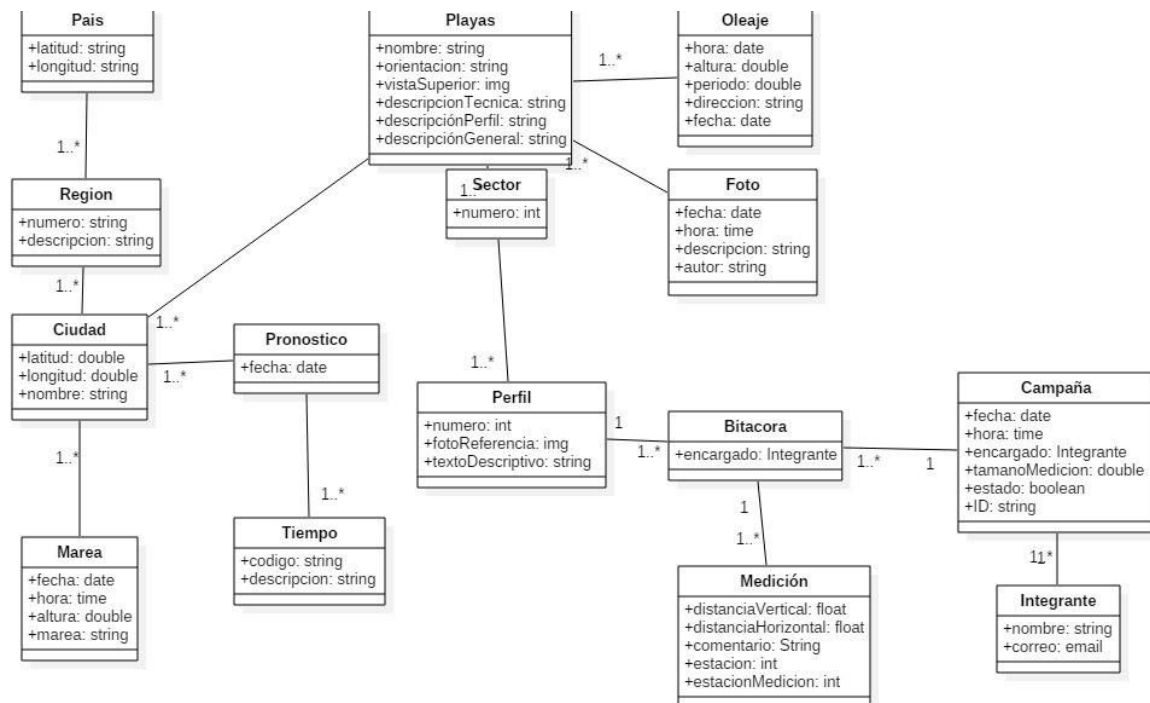 Pais
+latitud: string
+longitud: string
1..*
Region
+numero: string
+descripcion: string
1..*
Ciudad
+latitud: double
+longitud: double
+nombre: string
1..*
1..*
1..*
Marea
+fecha: date
+hora: time
+altura: double
+marea: string
Pronostico
+fecha: date
1..*
Tiempo
+codigo: string
+descripcion: string
Playas
+nombre: string
+orientacion: string
+vistaSuperior: img
+descripcionTecnica: string
+descripciónPerfil: string
+descripciónGeneral: string
1..*
Oleaje
+hora: date
+altura: double
+periodo: double
+direccion: string
+fecha: date
1..*
Foto
+fecha: date
+hora: time
+descripcion: string
+autor: string
1..
Sector
+numero: int
1..*
Perfil
+numero: int
+fotoReferencia: img
+textoDescriptivo: string
1
1..*
Bitacora
+encargado: Integrante
1..*
1
1
1..*
Medición
+distanciaVertical: float
+distanciaHorizontal: float
+comentario: String
+estacion: int
+estacionMedicion: int
Campaña
+fecha: date
+hora: time
+encargado: Integrante
+tamanoMedicion: double
+estado: boolean
+ID: string
Integrante
+nombre: string
+correo: email